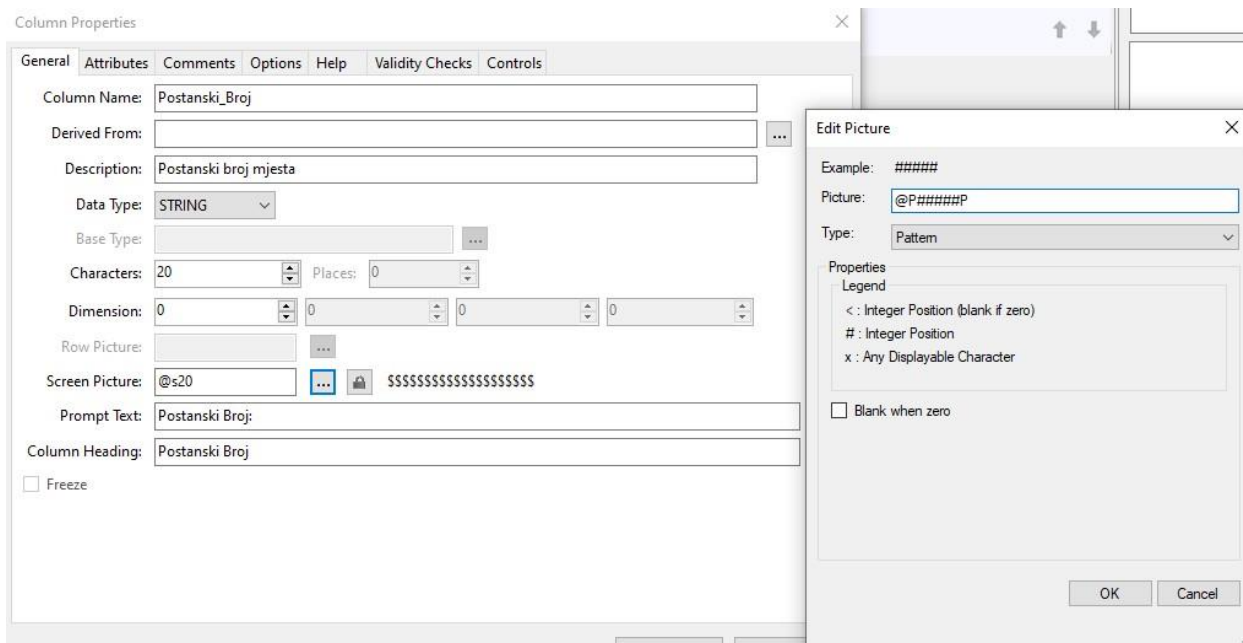 Column Properties
General Attributes Comments Options Help Validity Checks Controls
Column Name: Postanski_Broj
Derived From: ...
Description: Postanski broj mjesta
Data Type: STRING
Base Type: ...
Characters: 20 Places: 0
Dimension: 0 0 0 0
Row Picture: ...
Screen Picture: @s20 ... $$$$$$$$$$$$$$$$$$$$
Prompt Text: Postanski Broj:
Column Heading: Postanski Broj
Freeze
Edit Picture
Example: #####
Picture: @P#####P
Type: Pattern
Properties
Legend
< : Integer Position (blank if zero)
# : Integer Position
x : Any Displayable Character
Blank when zero
OK Cancel